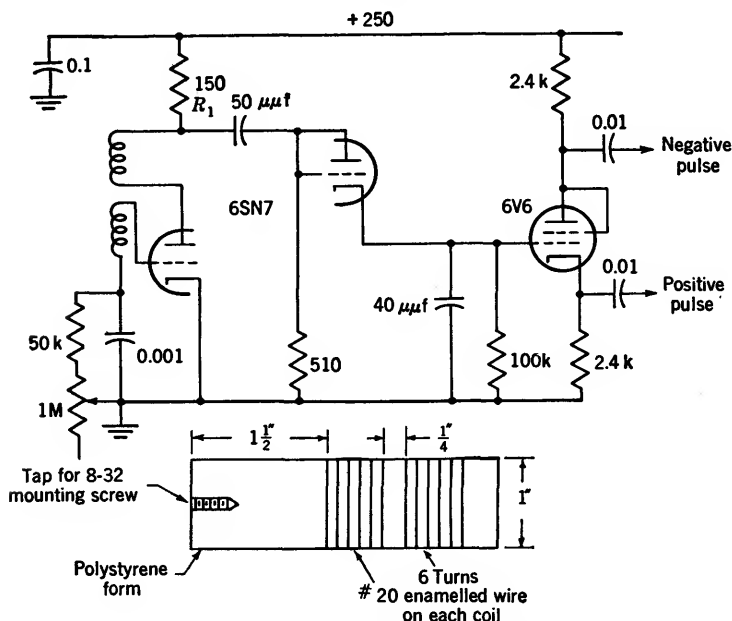 + 250
0.1
150
R1
50 μμf
2.4 k
0.01
Negative
pulse
6SN7
6V6
0.01
Positive
pulse
40 μμf
50 k
0.001
510
100k
2.4 k
1M
1 1/2"
1/4"
1"
Tap for 8-32
mounting screw
Polystyrene
form
6 Turns
# 20 enamelled wire
on each coil